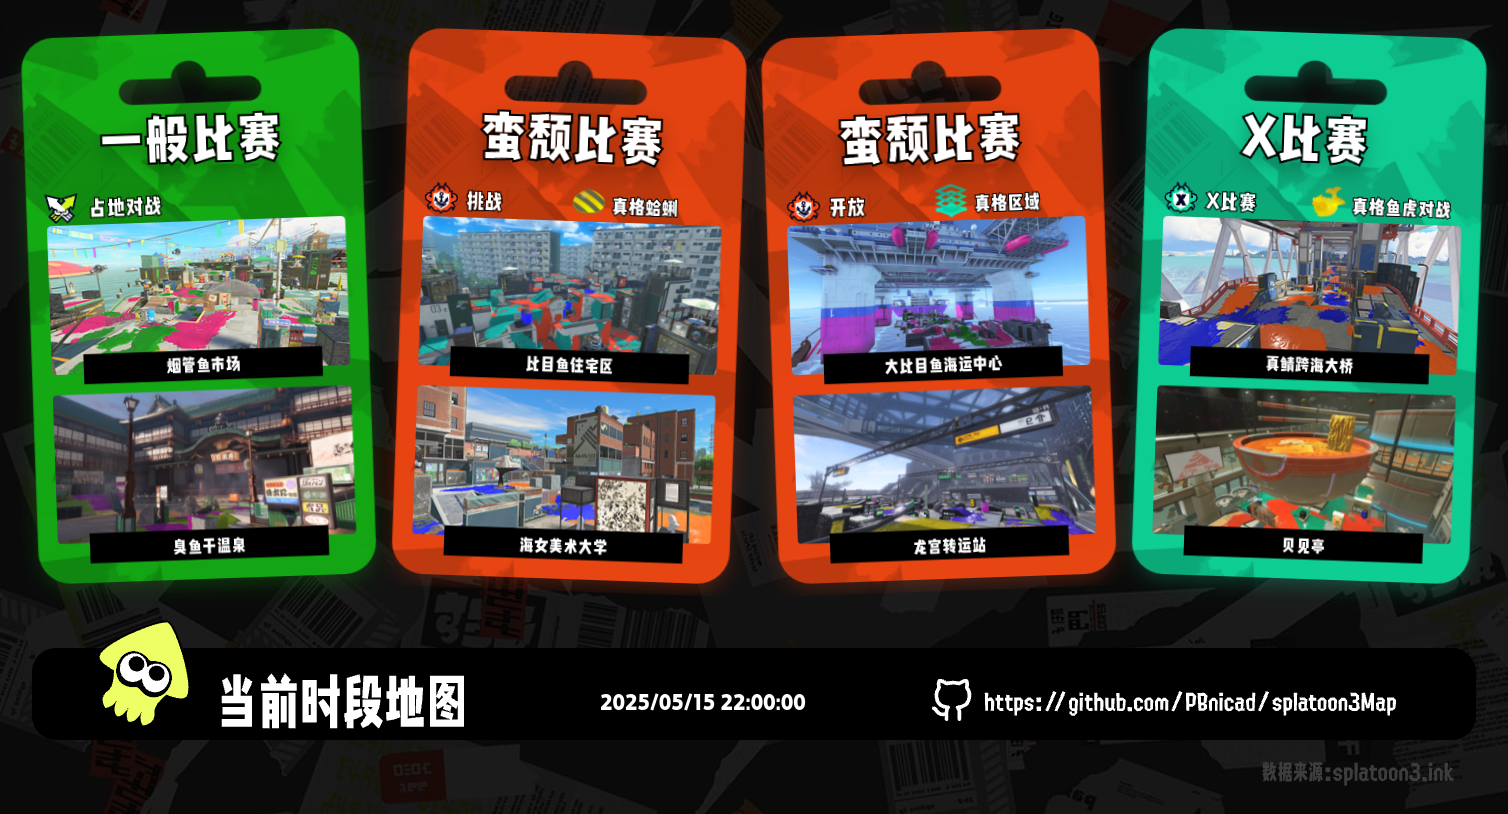 一般比赛
占地对战
烟管鱼市场
臭鱼干温泉
蛮颓比赛
挑战
真格蛤蜊
比目鱼住宅区
海女美术大学
蛮颓比赛
开放
真格区域
大比目鱼海运中心
龙宫转运站
X比赛
X比赛
真格鱼虎对战
真鲭跨海大桥
贝见亭
当前时段地图
2025/05/15 22:00:00
https://github.com/PBnicad/splatoon3Map
数据来源:splatoon3.ink